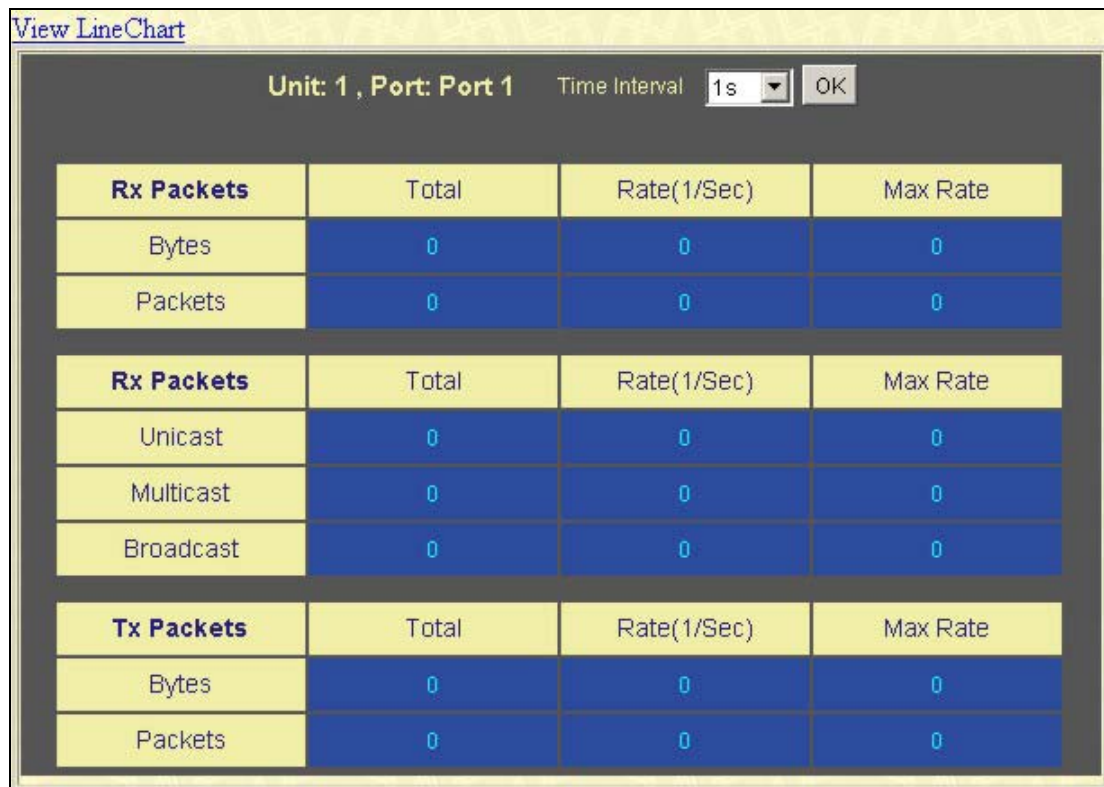 View LineChart
Unit: 1 , Port: Port 1 Time Interval 1s OK
Rx Packets Total Rate(1/Sec) Max Rate
Bytes 0 0 0
Packets 0 0 0
Rx Packets Total Rate(1/Sec) Max Rate
Unicast 0 0 0
Multicast 0 0 0
Broadcast 0 0 0
Tx Packets Total Rate(1/Sec) Max Rate
Bytes 0 0 0
Packets 0 0 0